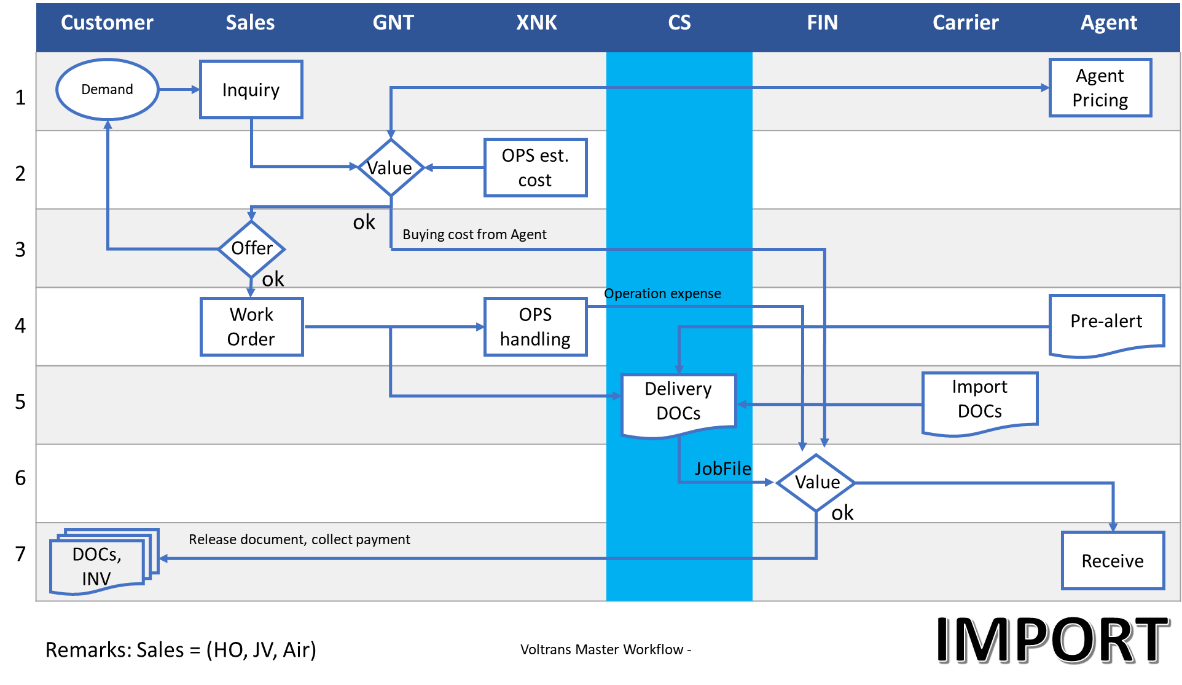 Customer Sales GNT XNK CS FIN Carrier Agent
1
Demand
Inquiry
Agent
Pricing
2
Value
OPS est.
cost
ok
3
Offer
Buying cost from Agent
ok
4
Work
Order
OPS
handling
Operation expense
Pre-alert
5
Delivery
DOCs
Import
DOCs
6
JobFile
Value
ok
7
DOCs,
INV
Release document, collect payment
Receive
Remarks: Sales = (HO, JV, Air)
Voltrans Master Workflow -
IMPORT